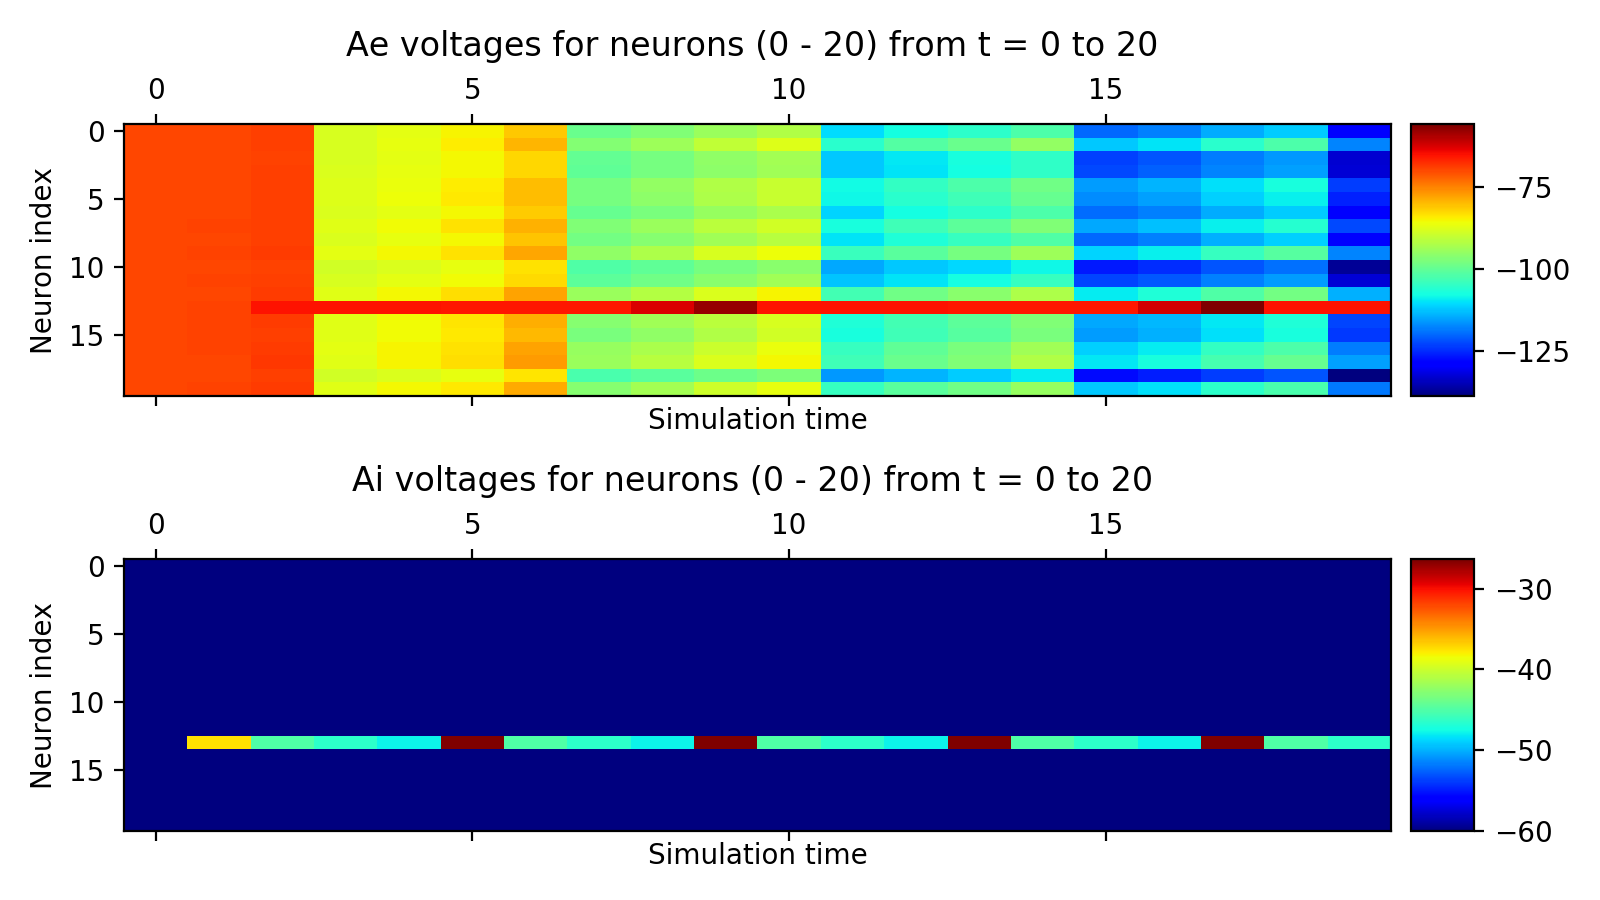 Ae voltages for neurons (0 - 20) from t = 0 to 20
0 5 10 15
Neuron index
0
5
10
15
−75
−100
−125
Simulation time
Ai voltages for neurons (0 - 20) from t = 0 to 20
0 5 10 15
Neuron index
0
5
10
15
−30
−40
−50
−60
Simulation time